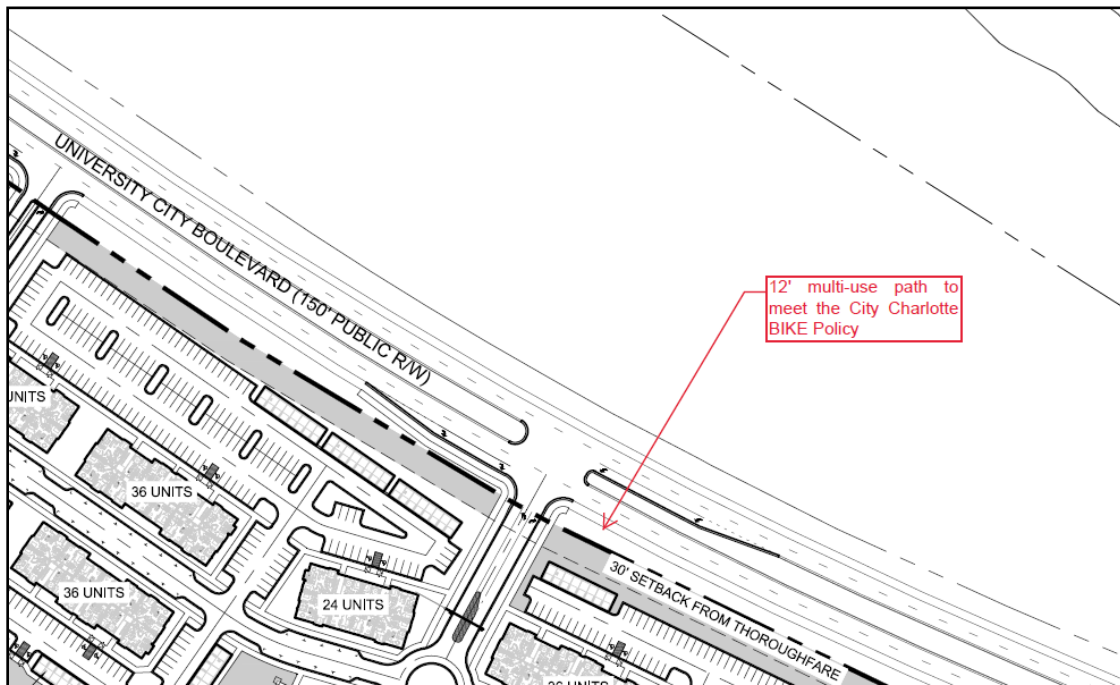 UNIVERSITY CITY BOULEVARD (150' PUBLIC R/W)
12' multi-use path to
meet the City Charlotte
BIKE Policy
UNITS
36 UNITS
36 UNITS
24 UNITS
30' SETBACK FROM THOROUGHFARE
UNITS